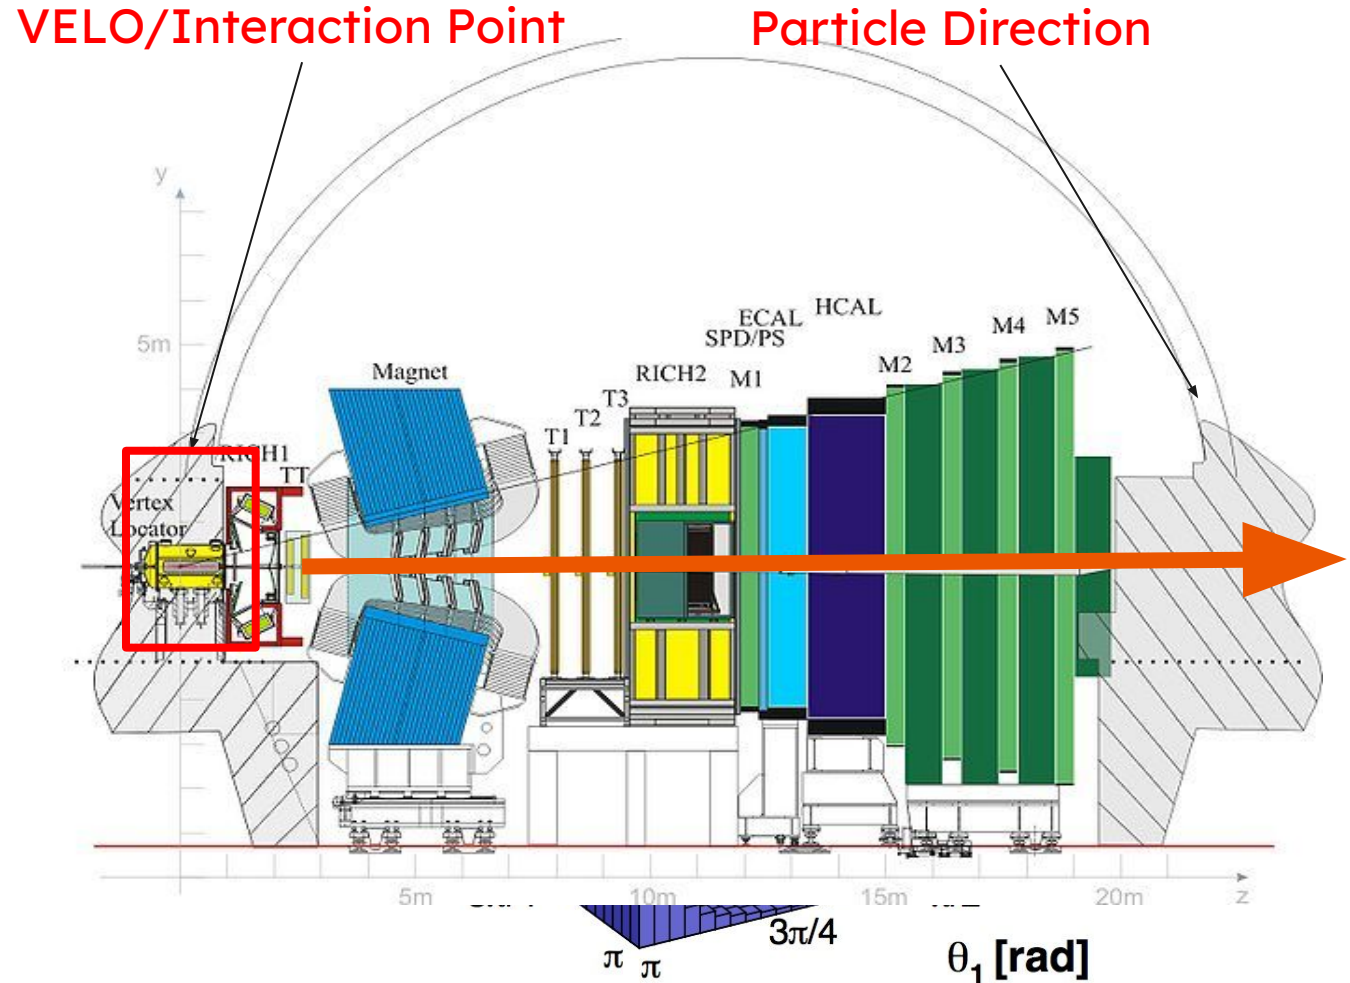 VELO/Interaction Point
Particle Direction
y
5m
HCAL
ECAL
SPD/PS
M5
M4
M3
M2
M1
RICH2
Magnet
T3
T2
T1
RICH1
TT
Vertex
Locator
5m
10m
15m
20m
z
3π/4
π
π
θ1 [rad]